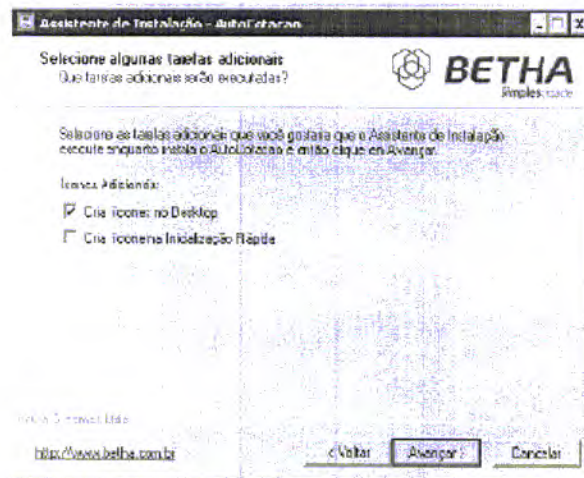 Assistente de Instalação - AutoCotacao
Selecione algumas tarefas adicionais
Que tarefas adicionais serão executadas?
BETHA
Simplesmente
Selecione as tarefas adicionais que você gostaria que o Assistente de Instalação
execute enquanto instala o AutoCotacao e então clique em Avançar.
Ícones Adicionais:
Cria ícones no Desktop
Cria ícone na Inicialização Rápida
http://www.betha.com.br
< Voltar
Avançar >
Cancelar